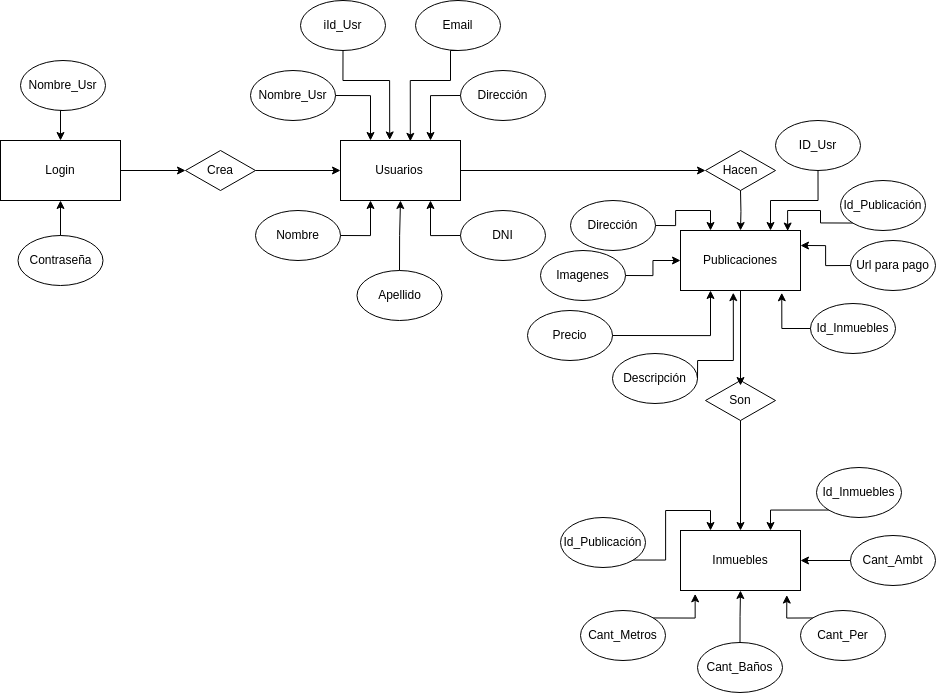 iId_Usr
Email
Nombre_Usr
Nombre_Usr
Dirección
Login
Crea
Usuarios
Hacen
ID_Usr
Id_Publicación
Dirección
Nombre
DNI
Contraseña
Publicaciones
Url para pago
Imagenes
Apellido
Precio
Id_Inmuebles
Descripción
Son
Id_Inmuebles
Id_Publicación
Inmuebles
Cant_Ambt
Cant_Metros
Cant_Per
Cant_Baños